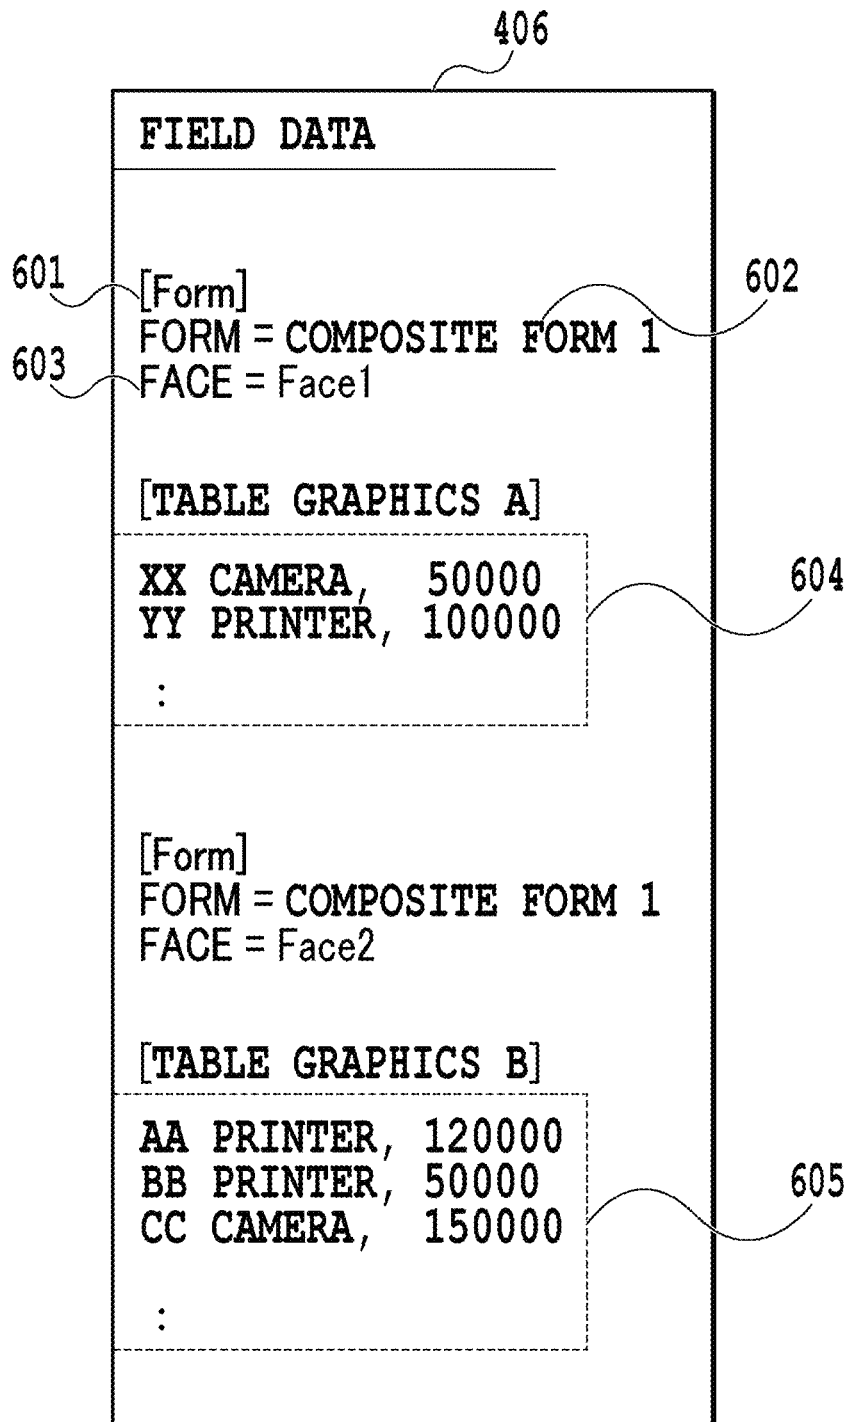 406
FIELD DATA
601
[Form]
602
FORM = COMPOSITE FORM 1
603
FACE = Face1
[TABLE GRAPHICS A]
XX CAMERA, 50000
604
YY PRINTER, 100000
:
[Form]
FORM = COMPOSITE FORM 1
FACE = Face2
[TABLE GRAPHICS B]
AA PRINTER, 120000
BB PRINTER, 50000
605
CC CAMERA, 150000
: